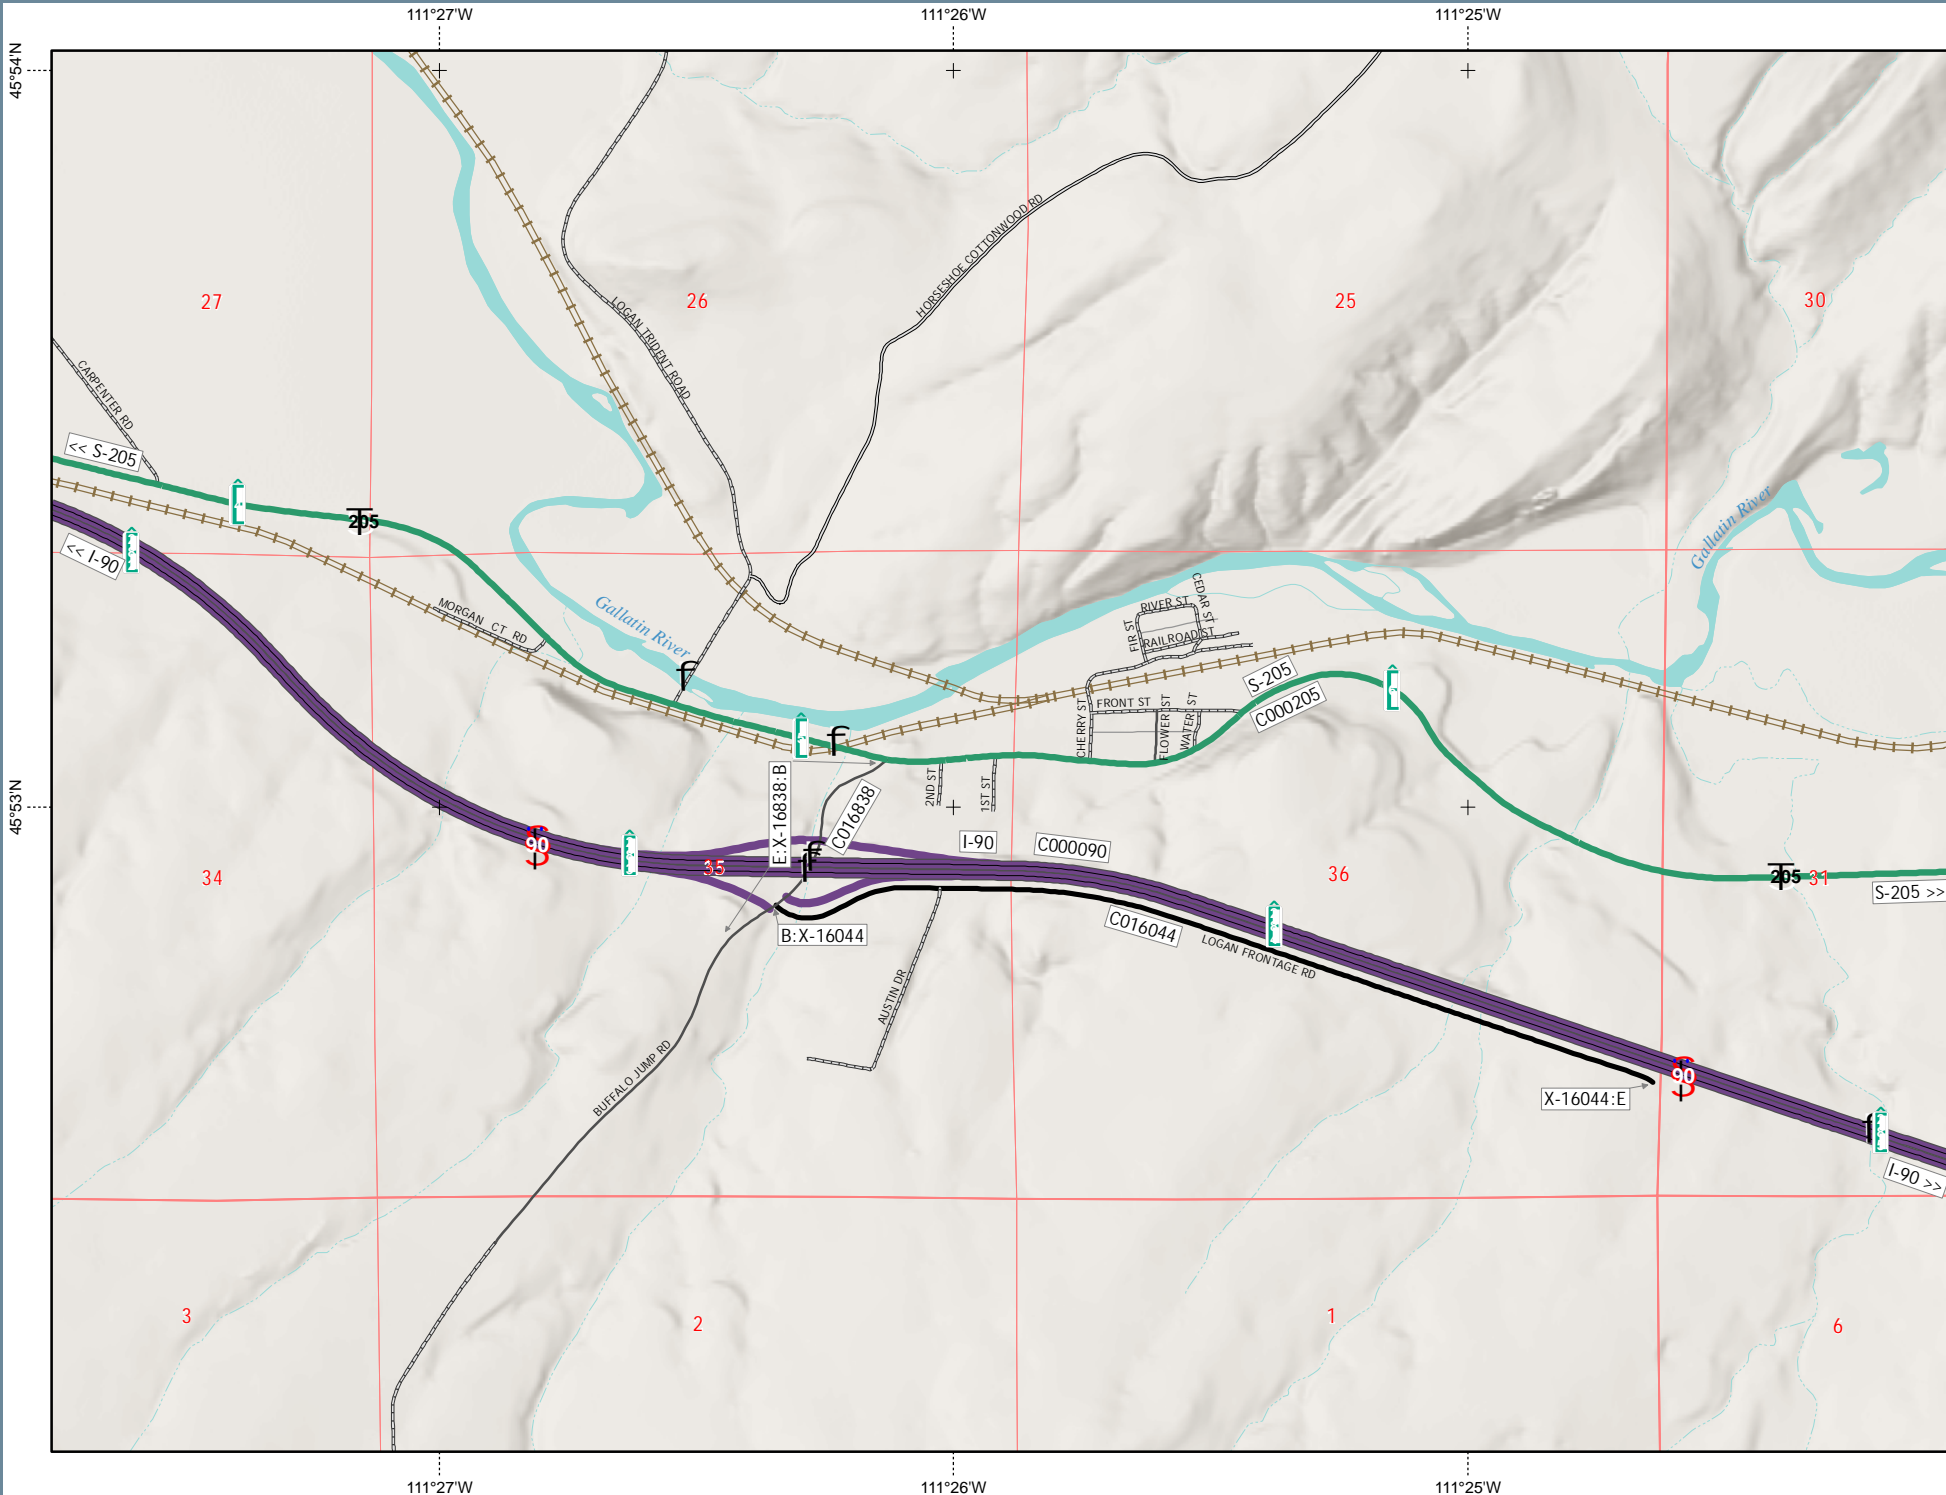 111°27'W
111°26'W
111°25'W
45°54'N
27
26
25
30
HORSESHOE COTTONWOOD RD
LOGAN TRIDENT ROAD
CARPENTER RD
<< S-205
205
<< I-90
Gallatin River
MORGAN CT RD
Gallatin River
f
CEDAR ST
RIVER ST
FIR ST
RAILROAD ST
S-205
C000205
FRONT ST
CHERRY ST
FLOWER ST
WATER ST
f
2ND ST
1ST ST
45°53'N
E:X-16838:B
C016838
90
35
f
f
I-90
C000090
34
36
205
31
S-205 >>
B:X-16044
C016044
LOGAN FRONTAGE RD
AUSTIN DR
BUFFALO JUMP RD
X-16044:E
90
f
I-90 >>
3
2
1
6
111°27'W
111°26'W
111°25'W